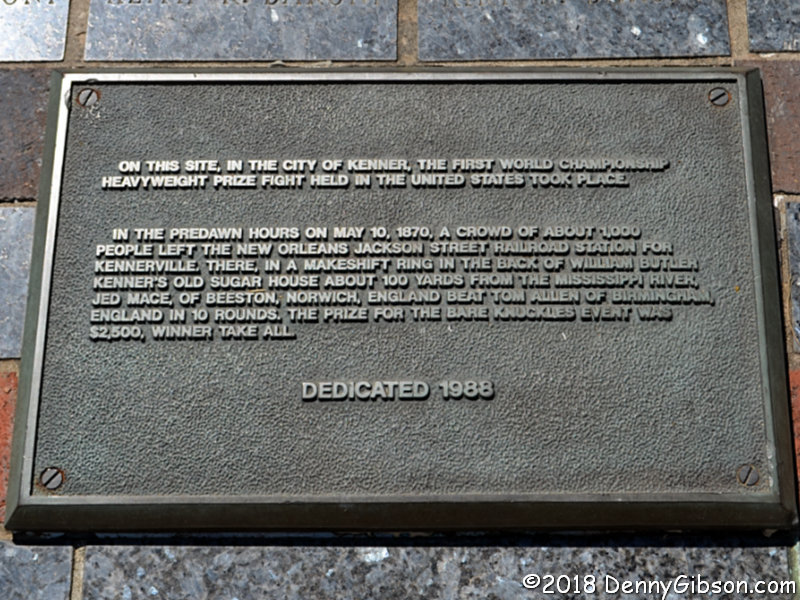 ON THIS SITE, IN THE CITY OF KENNER, THE FIRST WORLD CHAMPIONSHIP
HEAVYWEIGHT PRIZE FIGHT HELD IN THE UNITED STATES TOOK PLACE.
IN THE PREDAWN HOURS ON MAY 10, 1870, A CROWD OF ABOUT 1,000
PEOPLE LEFT THE NEW ORLEANS JACKSON STREET RAILROAD STATION FOR
KENNERVILLE, THERE, IN A MAKESHIFT RING IN THE BACK OF WILLIAM BUTLER
KENNER'S OLD SUGAR HOUSE ABOUT 100 YARDS FROM THE MISSISSIPPI RIVER,
JED MACE, OF BEESTON, NORWICH, ENGLAND BEAT TOM ALLEN OF BIRMINGHAM,
ENGLAND IN 10 ROUNDS. THE PRIZE FOR THE BARE KNUCKLES EVENT WAS
$2,500, WINNER TAKE ALL.
DEDICATED 1988
©2018 DennyGibson.com